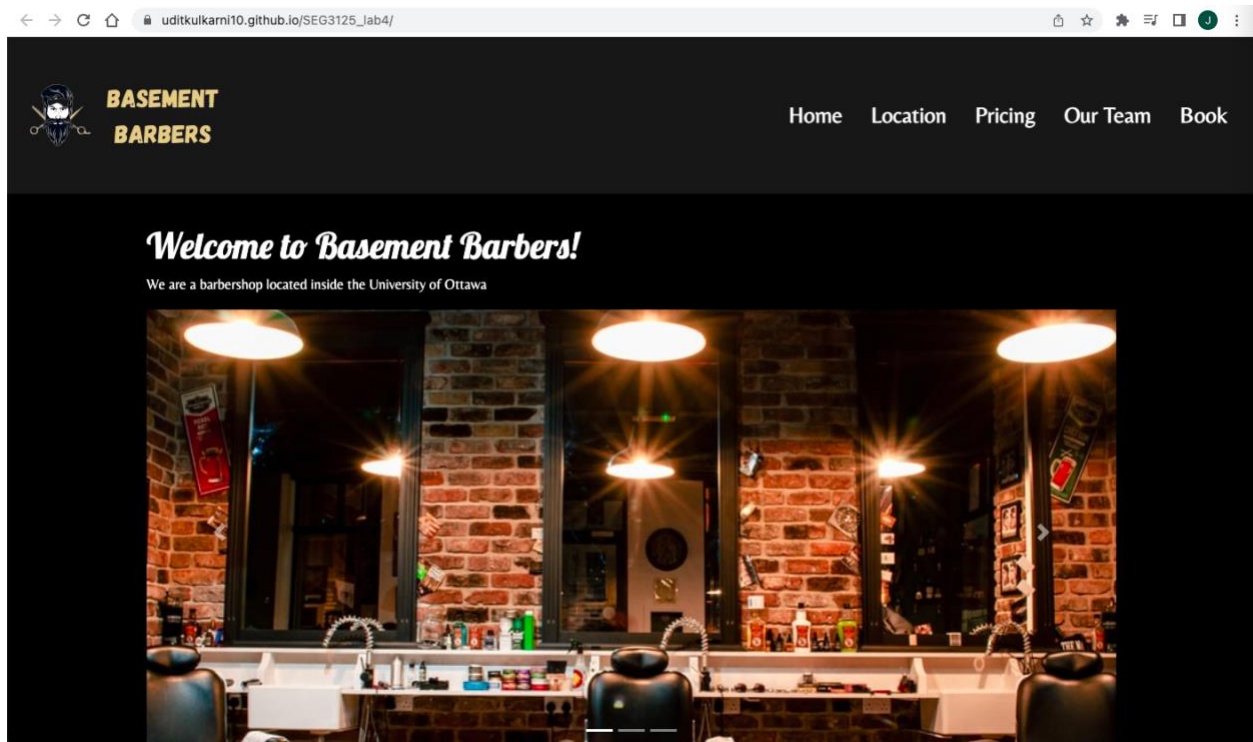 uditkulkarni10.github.io/SEG3125_lab4/
J
BASEMENT
BARBERS
Home Location Pricing Our Team Book
Welcome to Basement Barbers!
We are a barbershop located inside the University of Ottawa